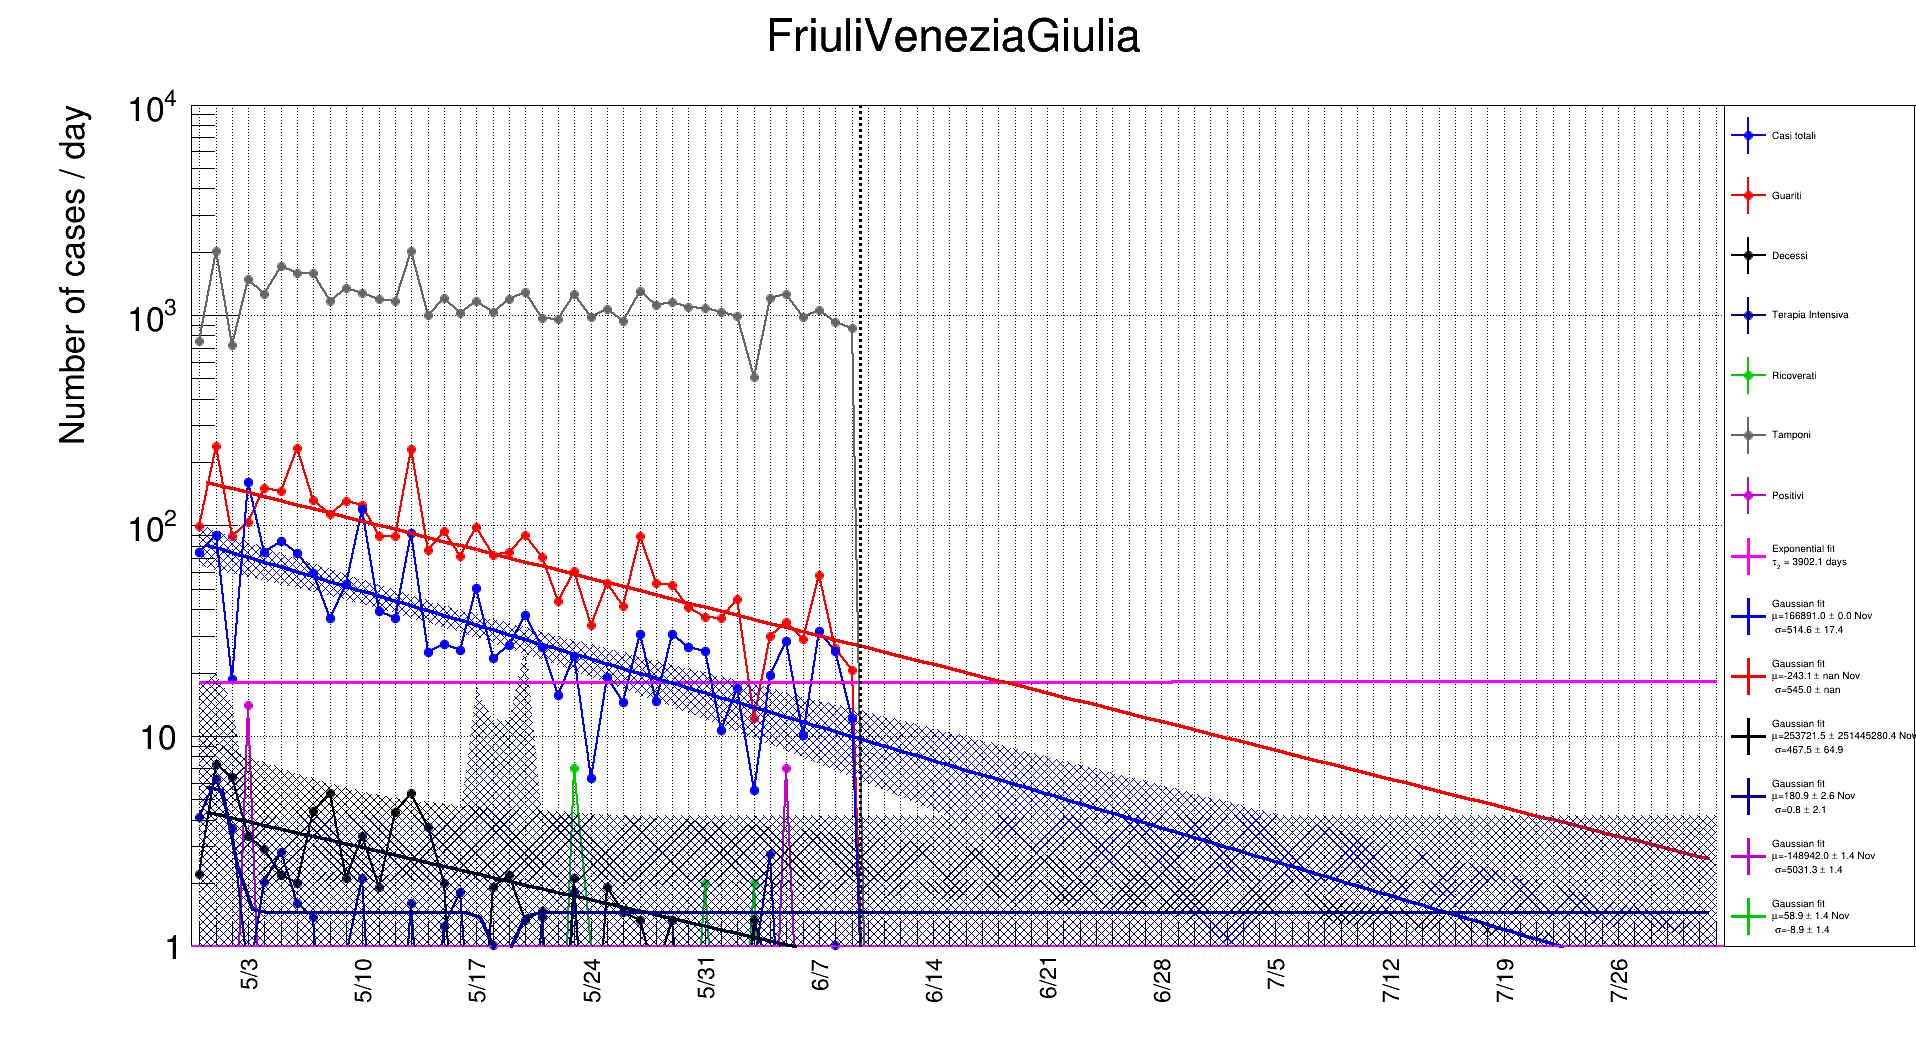 FriuliVeneziaGiulia
Number of cases / day
10^4
10^3
10^2
10
1
5/3
5/10
5/17
5/24
5/31
6/7
6/14
6/21
6/28
7/5
7/12
7/19
7/26
Casi totali
Guariti
Decessi
Terapia Intensiva
Ricoverati
Tamponi
Positivi
Exponential fit
τ₂ = 3902.1 days
Gaussian fit
μ=166891.0 ± 0.0 Nov
σ=514.6 ± 17.4
Gaussian fit
μ=-243.1 ± nan Nov
σ=545.0 ± nan
Gaussian fit
μ=253721.5 ± 251445280.4 Nov
σ=467.5 ± 64.9
Gaussian fit
μ=180.9 ± 2.6 Nov
σ=0.8 ± 2.1
Gaussian fit
μ=-148942.0 ± 1.4 Nov
σ=5031.3 ± 1.4
Gaussian fit
μ=58.9 ± 1.4 Nov
σ=-8.9 ± 1.4